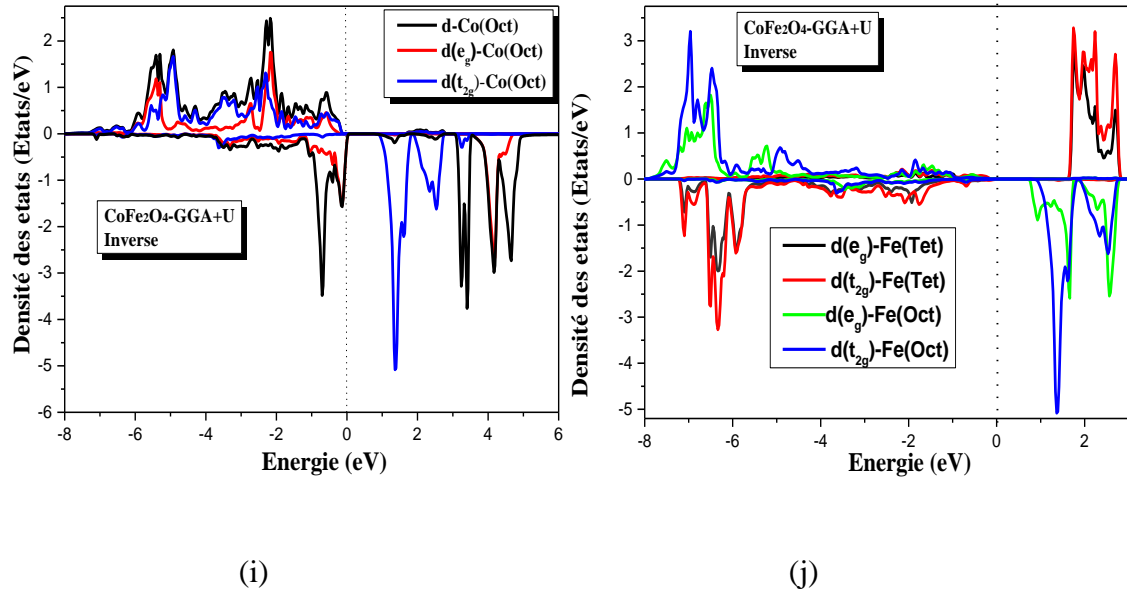 d-Co(Oct)
d(eg)-Co(Oct)
d(t2g)-Co(Oct)
CoFe2O4-GGA+U
Inverse
Densité des etats (Etats/eV)
2
1
0
-1
-2
-3
-4
-5
-6
-8
-6
-4
-2
0
2
4
6
Energie (eV)
(i)
CoFe2O4-GGA+U
Inverse
d(eg)-Fe(Tet)
d(t2g)-Fe(Tet)
d(eg)-Fe(Oct)
d(t2g)-Fe(Oct)
Densité des etats (Etats/eV)
3
2
1
0
-1
-2
-3
-4
-5
-8
-6
-4
-2
0
2
Energie (eV)
(j)